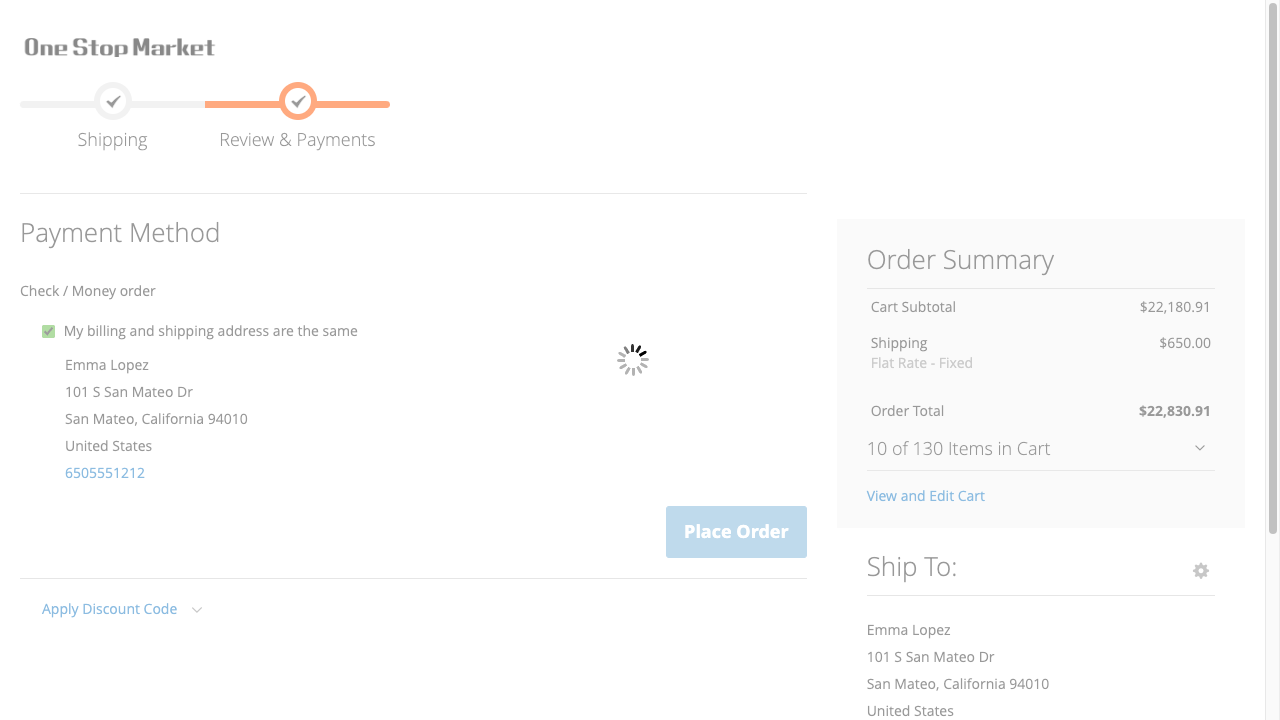 One Stop Market
Shipping
Review & Payments
Payment Method
Check / Money order
My billing and shipping address are the same
Emma Lopez
101 S San Mateo Dr
San Mateo, California 94010
United States
6505551212
Place Order
Apply Discount Code
Order Summary
Cart Subtotal $22,180.91
Shipping $650.00
Flat Rate - Fixed
Order Total $22,830.91
10 of 130 Items in Cart
View and Edit Cart
Ship To:
Emma Lopez
101 S San Mateo Dr
San Mateo, California 94010
United States